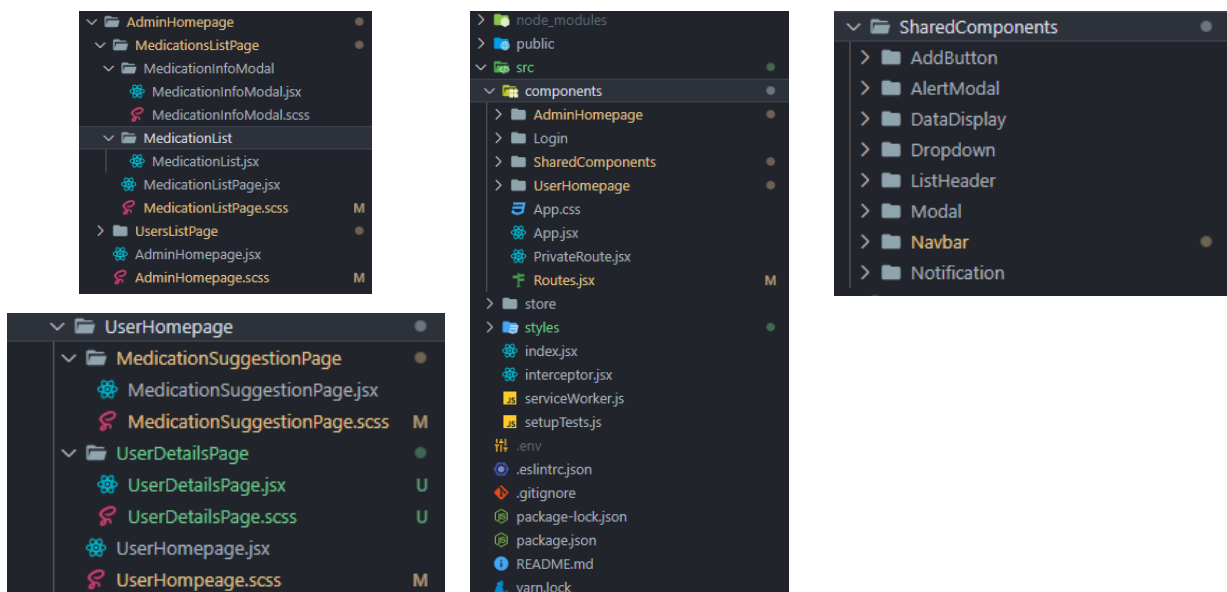 AdminHomepage
MedicationsListPage
MedicationInfoModal
MedicationInfoModal.jsx
MedicationInfoModal.scss
MedicationList
MedicationList.jsx
MedicationListPage.jsx
MedicationListPage.scss M
UsersListPage
AdminHomepage.jsx
AdminHomepage.scss M
UserHomepage
MedicationSuggestionPage
MedicationSuggestionPage.jsx
MedicationSuggestionPage.scss M
UserDetailsPage
UserDetailsPage.jsx U
UserDetailsPage.scss U
UserHomepage.jsx
UserHompeage.scss M
node_modules
public
src
components
AdminHomepage
Login
SharedComponents
UserHomepage
App.css
App.jsx
PrivateRoute.jsx
Routes.jsx M
store
styles
index.jsx
interceptor.jsx
JS serviceWorker.js
JS setupTests.js
.env
.eslintrc.json
.gitignore
package-lock.json
package.json
README.md
yarn.lock
SharedComponents
AddButton
AlertModal
DataDisplay
Dropdown
ListHeader
Modal
Navbar
Notification